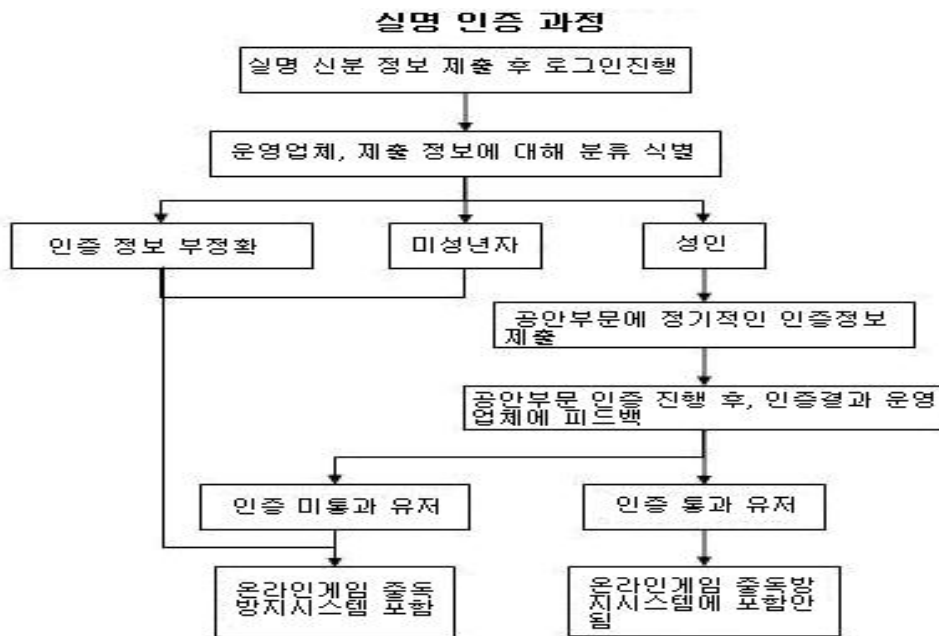 실명 인증 과정
실명 신분 정보 제출 후 로그인진행
운영업체, 제출 정보에 대해 분류 식별
인증 정보 부정확
미성년자
성인
공안부문에 정기적인 인증정보
제출
공안부문 인증 진행 후, 인증결과 운영
업체에 피드백
인증 미통과 유저
인증 통과 유저
온라인게임 중독
방지시스템 포함
온라인게임 중독방
지시스템에 포함안
됨